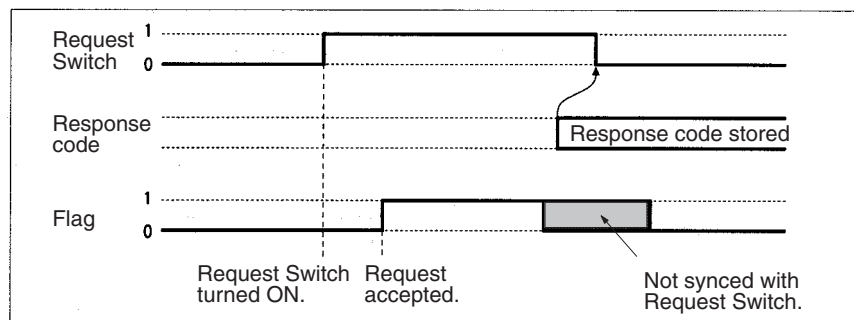 Request
Switch
1
0
Response
code
Response code stored
Flag
1
0
Request Switch
turned ON.
Request
accepted.
Not synced with
Request Switch.